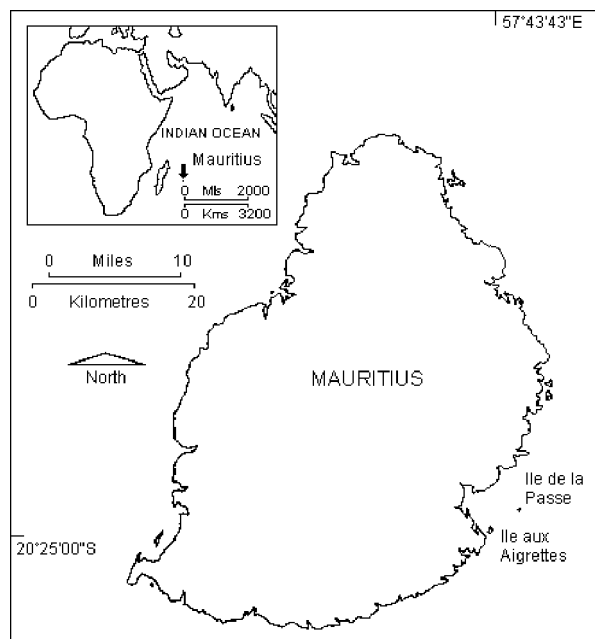 57°43'43"E
INDIAN OCEAN
Mauritius
0 Mls 2000
0 Kms 3200
0 Miles 10
0 Kilometres 20
North
MAURITIUS
Ile de la
Passe
20°25'00"S
Ile aux
Aigrettes